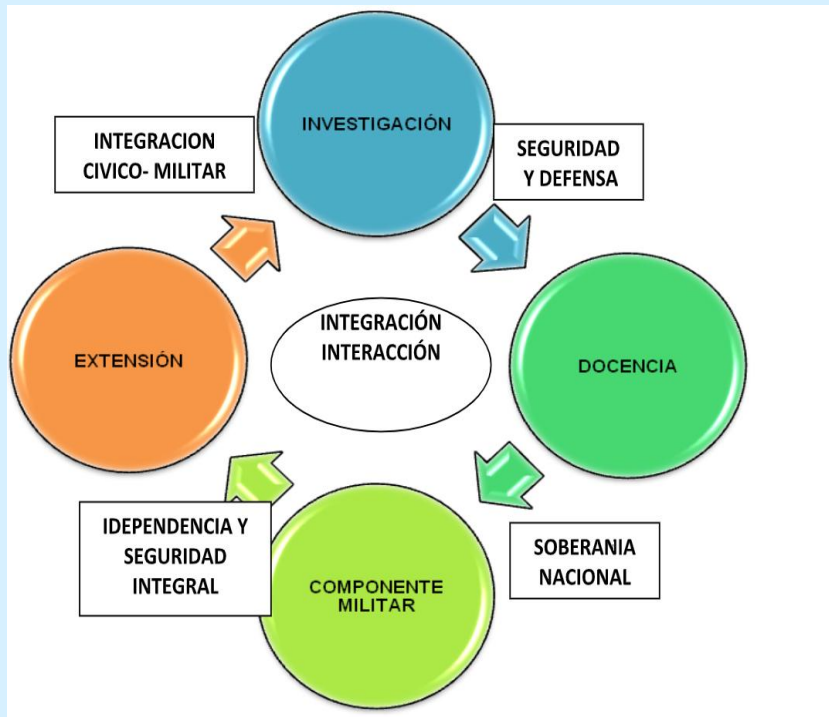 INVESTIGACIÓN
INTEGRACION
CIVICO- MILITAR
SEGURIDAD
Y DEFENSA
INTEGRACIÓN
INTERACCIÓN
EXTENSIÓN
DOCENCIA
IDEPENDENCIA Y
SEGURIDAD
INTEGRAL
SOBERANIA
NACIONAL
COMPONENTE
MILITAR